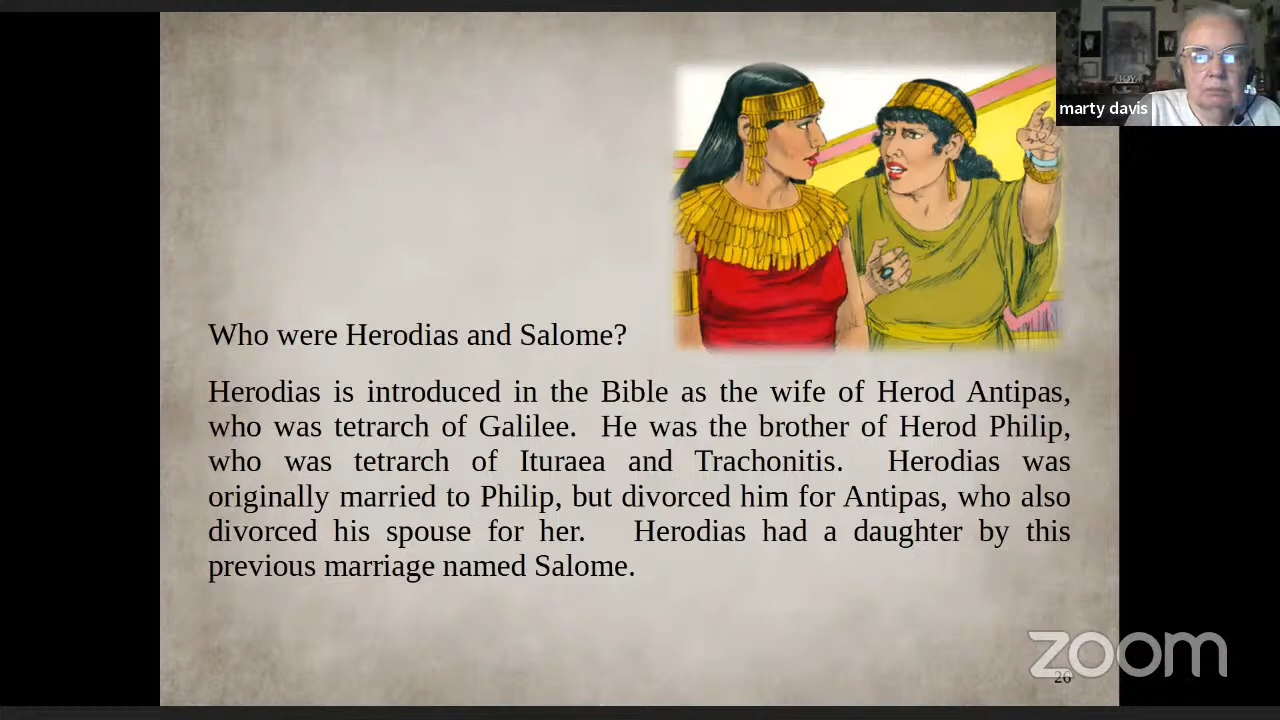 marty davis
Who were Herodias and Salome?
Herodias is introduced in the Bible as the wife of Herod Antipas,
who was tetrarch of Galilee. He was the brother of Herod Philip,
who was tetrarch of Ituraea and Trachonitis. Herodias was
originally married to Philip, but divorced him for Antipas, who also
divorced his spouse for her. Herodias had a daughter by this
previous marriage named Salome.
zoom
26